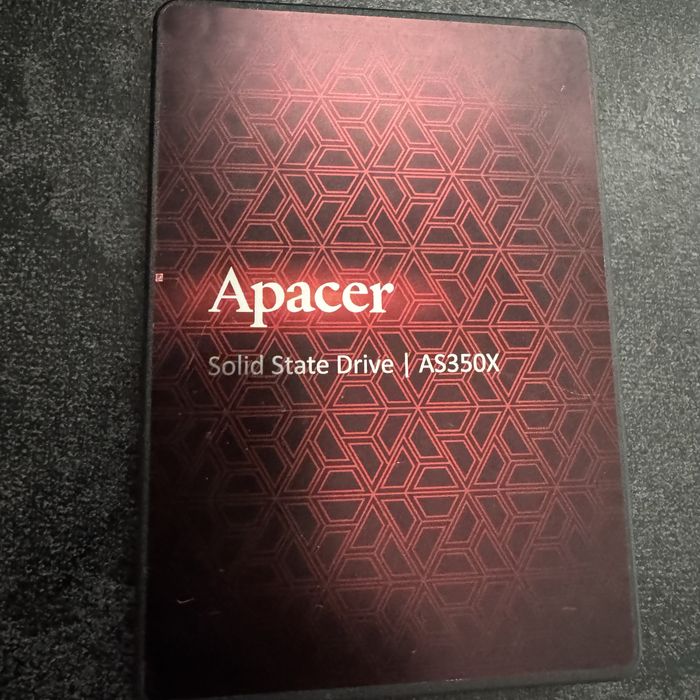 Apacer
Solid State Drive | AS350X